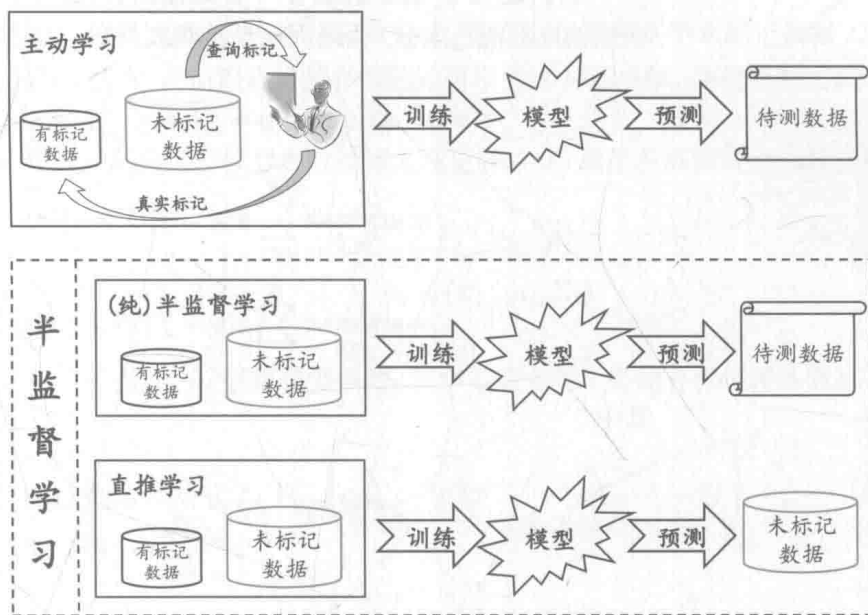 主动学习
查询标记
有标记
数据
未标记
数据
真实标记
训练
模型
预测
待测数据
半监督学习
(纯)半监督学习
有标记
数据
未标记
数据
训练
模型
预测
待测数据
直推学习
有标记
数据
未标记
数据
训练
模型
预测
未标记
数据